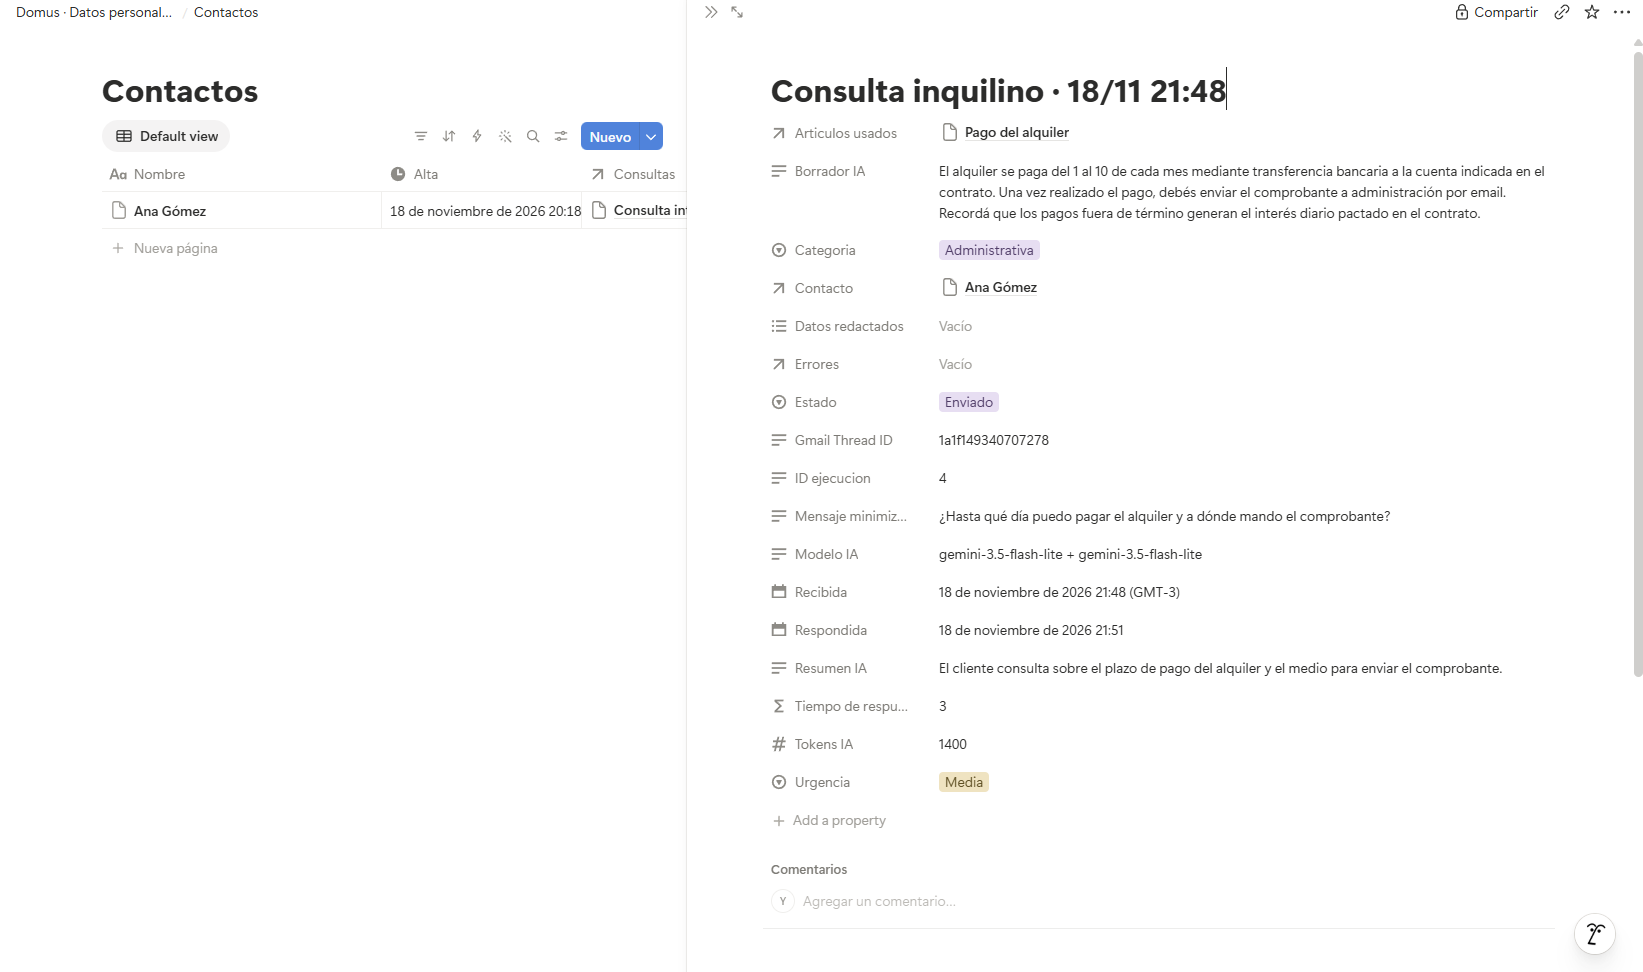 Domus · Datos personal... / Contactos
Contactos
Default view
Nuevo
Nombre
Alta
Consultas
Ana Gómez
18 de noviembre de 2026 20:18
Consulta in
Nueva página
Compartir
Consulta inquilino · 18/11 21:48
Articulos usados
Pago del alquiler
Borrador IA
El alquiler se paga del 1 al 10 de cada mes mediante transferencia bancaria a la cuenta indicada en el
contrato. Una vez realizado el pago, debés enviar el comprobante a administración por email.
Recordá que los pagos fuera de término generan el interés diario pactado en el contrato.
Categoria
Administrativa
Contacto
Ana Gómez
Datos redactados
Vacío
Errores
Vacío
Estado
Enviado
Gmail Thread ID
1a1f149340707278
ID ejecucion
4
Mensaje minimiz...
¿Hasta qué día puedo pagar el alquiler y a dónde mando el comprobante?
Modelo IA
gemini-3.5-flash-lite + gemini-3.5-flash-lite
Recibida
18 de noviembre de 2026 21:48 (GMT-3)
Respondida
18 de noviembre de 2026 21:51
Resumen IA
El cliente consulta sobre el plazo de pago del alquiler y el medio para enviar el comprobante.
Tiempo de respu...
3
Tokens IA
1400
Urgencia
Media
Add a property
Comentarios
Y
Agregar un comentario...